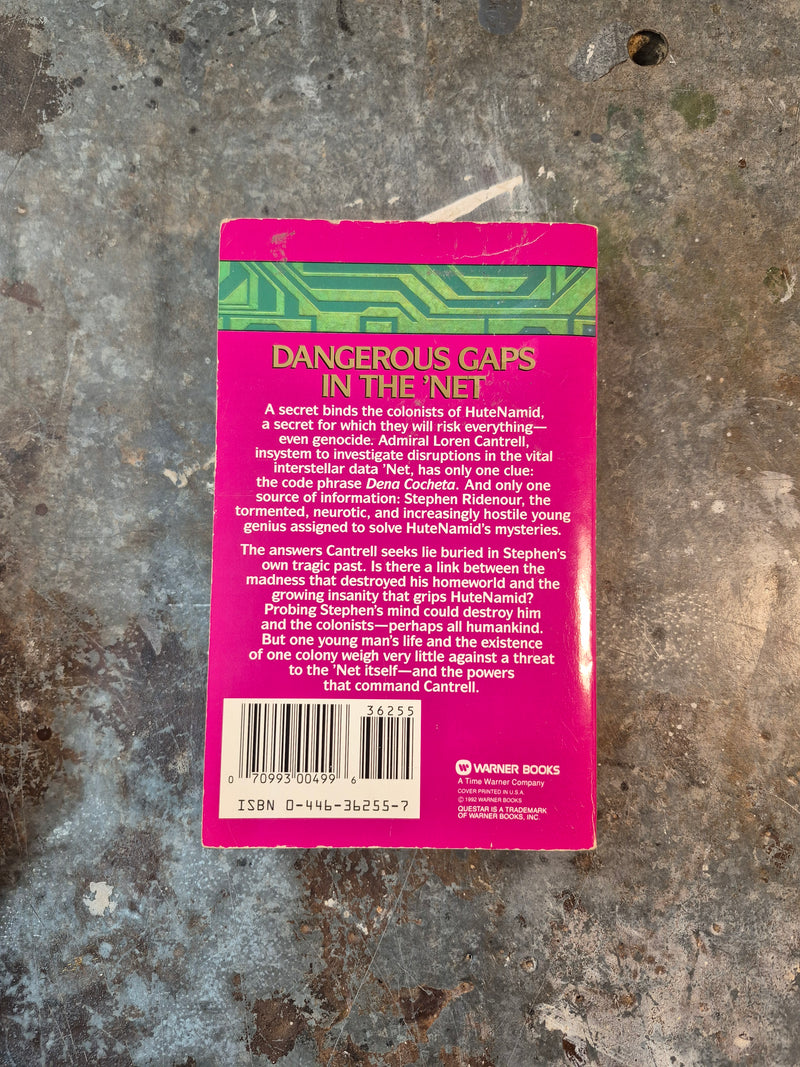 DANGEROUS GAPS
IN THE 'NET
A secret binds the colonists of HuteNamid,
a secret for which they will risk everything—
even genocide. Admiral Loren Cantrell,
insystem to investigate disruptions in the vital
interstellar data 'Net, has only one clue:
the code phrase Dena Cocheta. And only one
source of information: Stephen Ridenour, the
tormented, neurotic, and increasingly hostile young
genius assigned to solve HuteNamid's mysteries.
The answers Cantrell seeks lie buried in Stephen's
own tragic past. Is there a link between the
madness that destroyed his homeworld and the
growing insanity that grips HuteNamid?
Probing Stephen's mind could destroy him
and the colonists—perhaps all humankind.
But one young man's life and the existence
of one colony weigh very little against a threat
to the 'Net itself—and the powers
that command Cantrell.
36255
0 70993 00499 6
ISBN 0-446-36255-7
W WARNER BOOKS
A Time Warner Company
COVER PRINTED IN U.S.A.
© 1992 WARNER BOOKS
QUESTAR IS A TRADEMARK
OF WARNER BOOKS, INC.